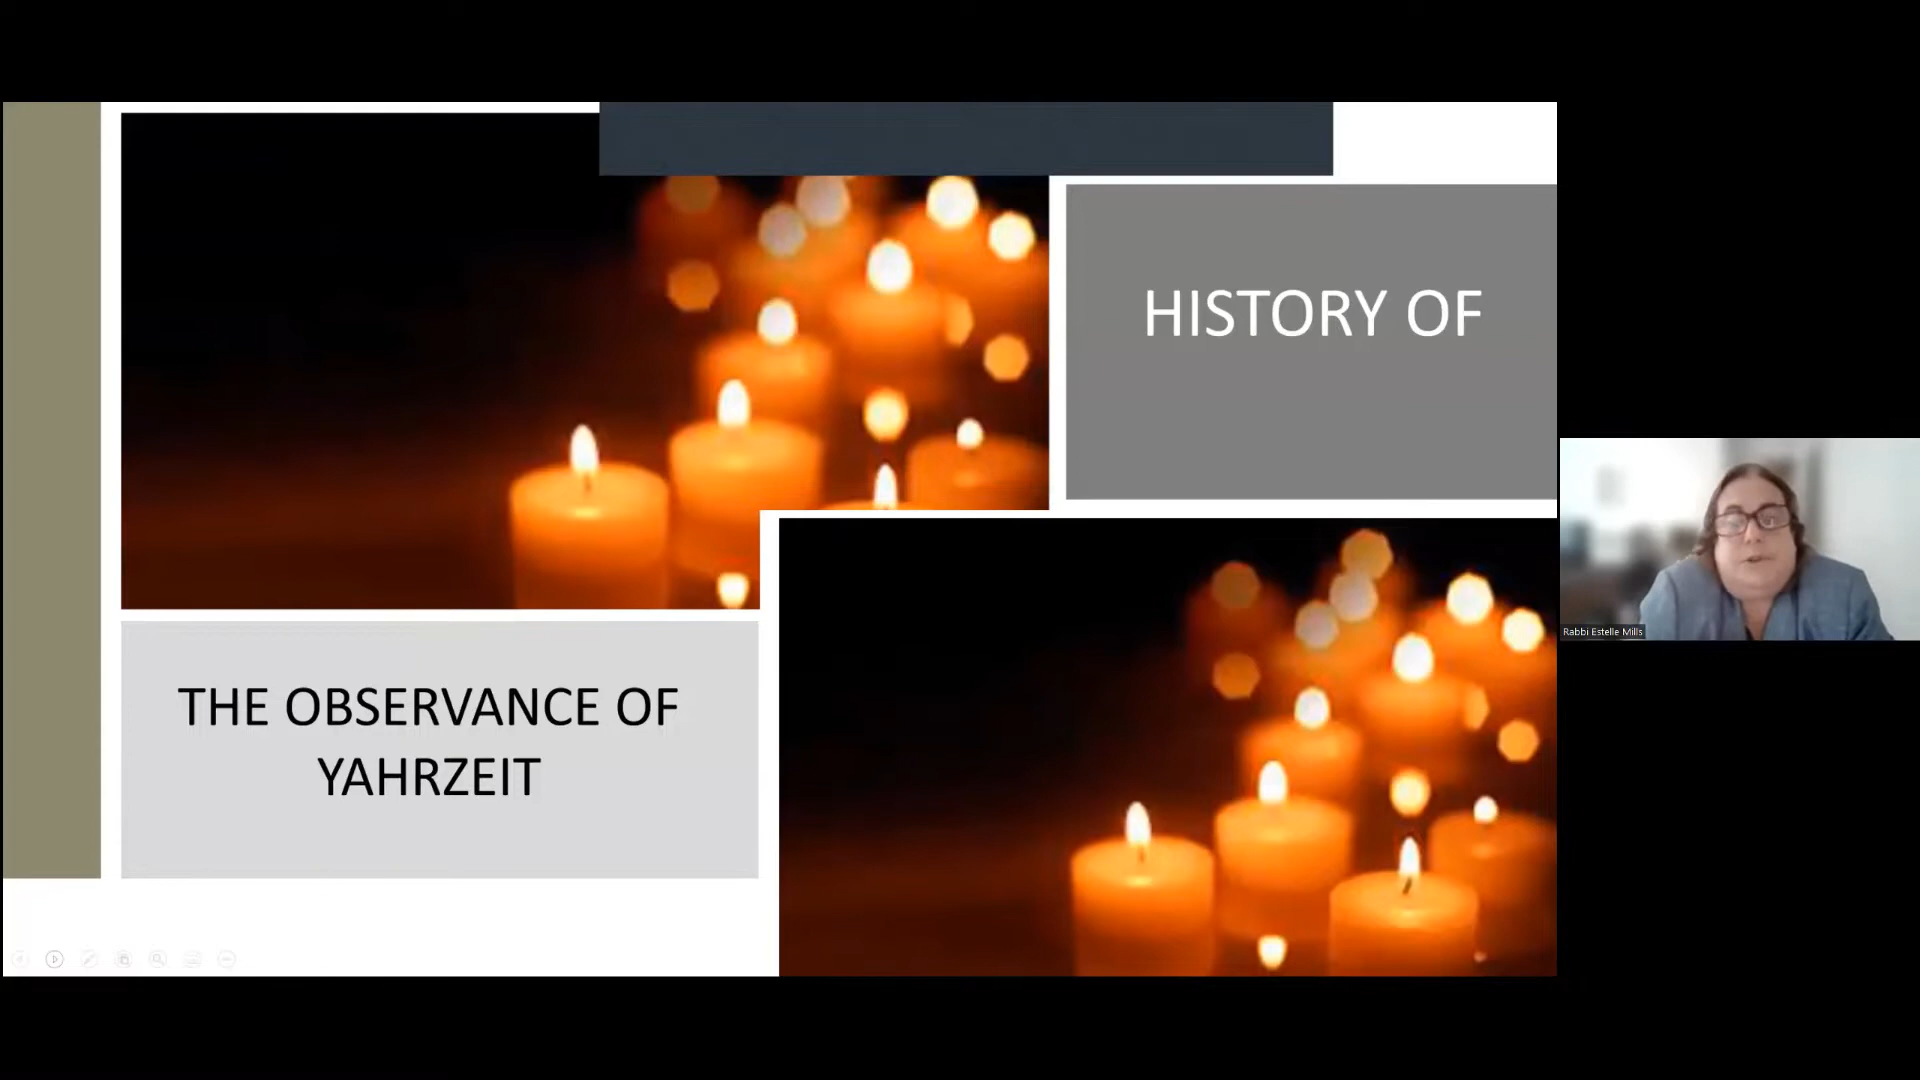 HISTORY OF
THE OBSERVANCE OF
YAHRZEIT
Rabbi Estelle Mills